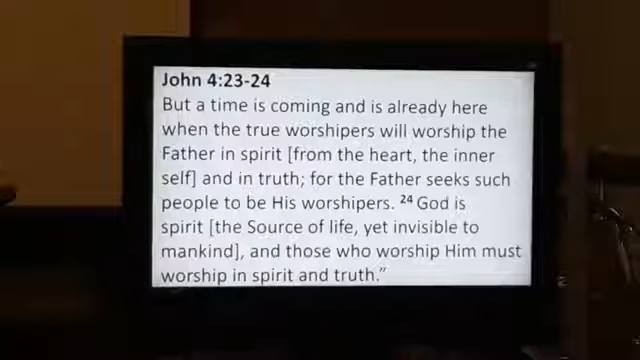 John 4:23-24
But a time is coming and is already here
when the true worshipers will worship the
Father in spirit [from the heart, the inner
self] and in truth; for the Father seeks such
people to be His worshipers. 24 God is
spirit [the Source of life, yet invisible to
mankind], and those who worship Him must
worship in spirit and truth.”